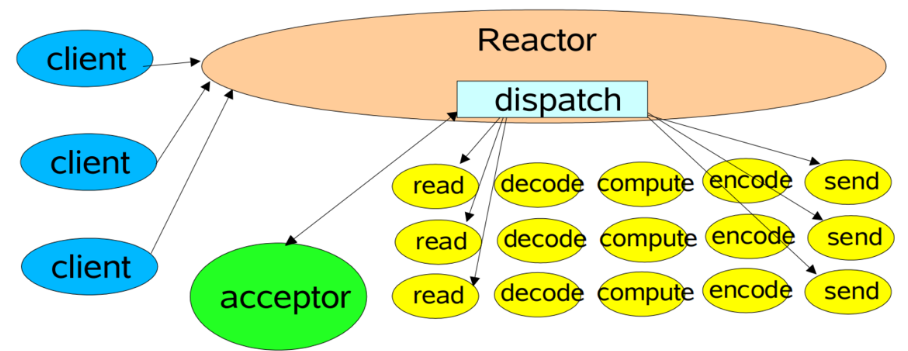 Reactor
client
dispatch
client
client
acceptor
read decode compute encode send
read decode compute encode send
read decode compute encode send